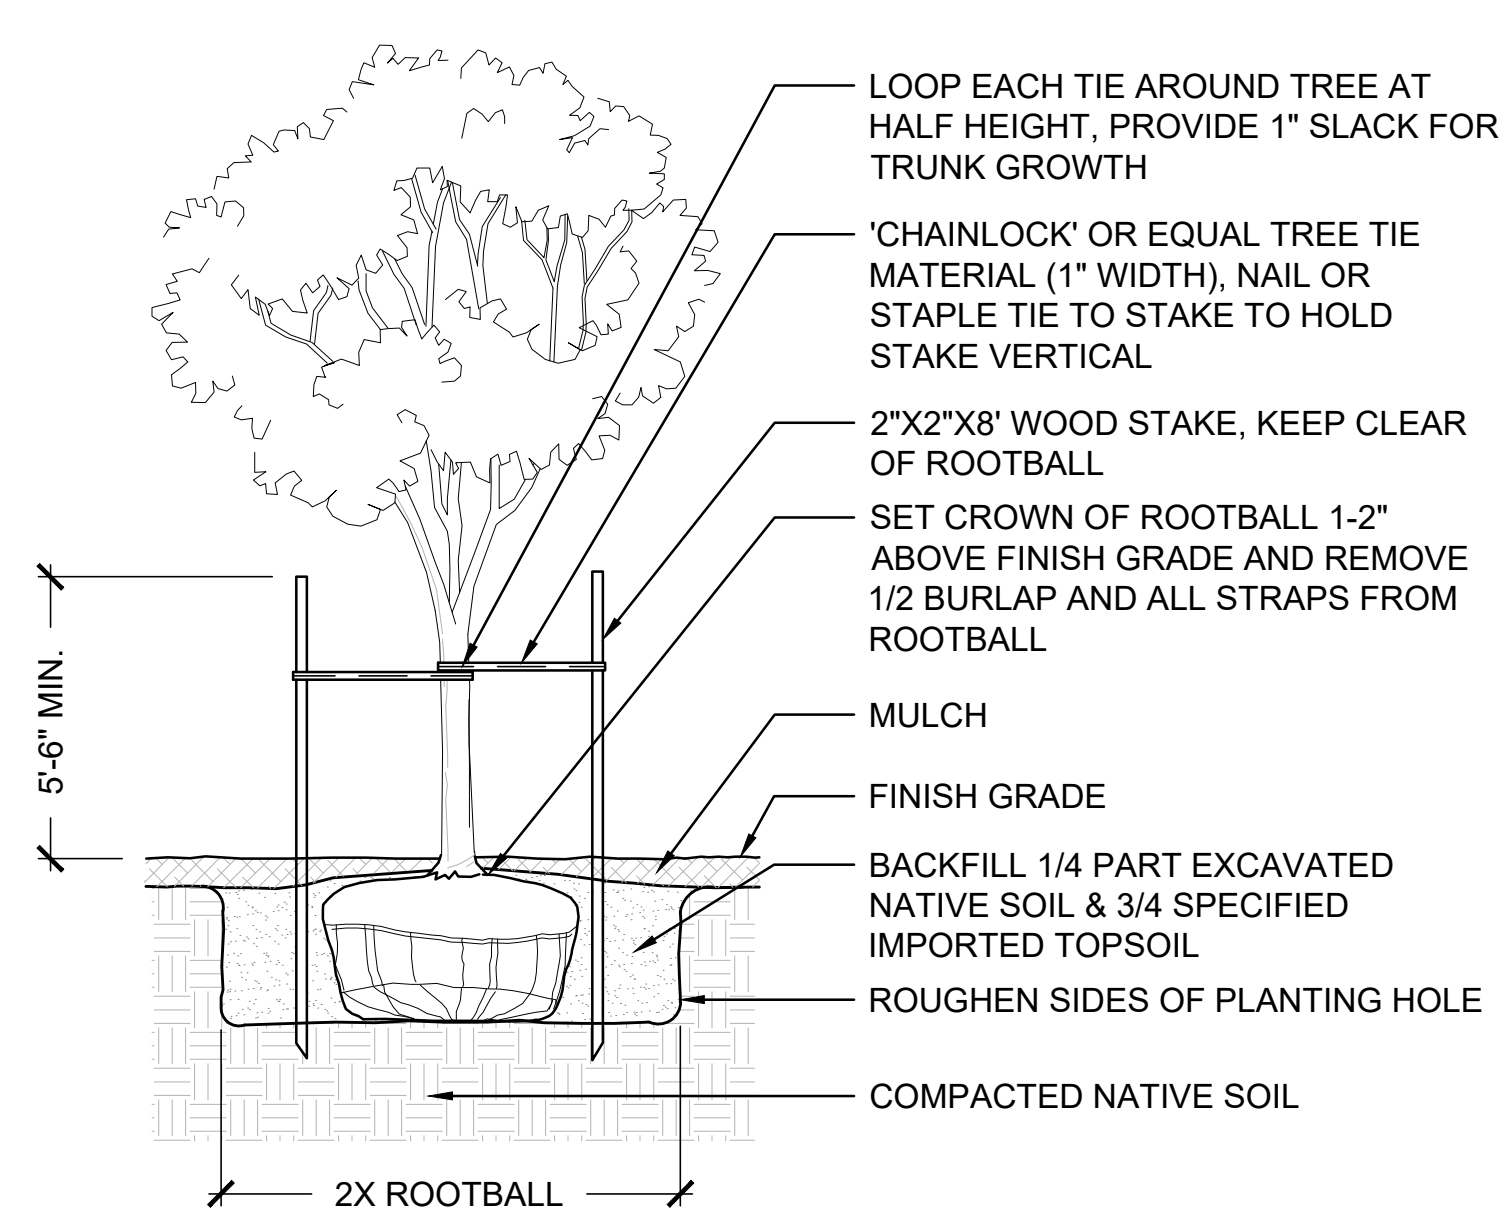 LOOP EACH TIE AROUND TREE AT
HALF HEIGHT, PROVIDE 1" SLACK FOR
TRUNK GROWTH
'CHAINLOCK' OR EQUAL TREE TIE
MATERIAL (1" WIDTH), NAIL OR
STAPLE TIE TO STAKE TO HOLD
STAKE VERTICAL
2"X2"X8' WOOD STAKE, KEEP CLEAR
OF ROOTBALL
SET CROWN OF ROOTBALL 1-2"
ABOVE FINISH GRADE AND REMOVE
1/2 BURLAP AND ALL STRAPS FROM
ROOTBALL
MULCH
FINISH GRADE
BACKFILL 1/4 PART EXCAVATED
NATIVE SOIL & 3/4 SPECIFIED
IMPORTED TOPSOIL
ROUGHEN SIDES OF PLANTING HOLE
COMPACTED NATIVE SOIL
5'-6" MIN.
2X ROOTBALL